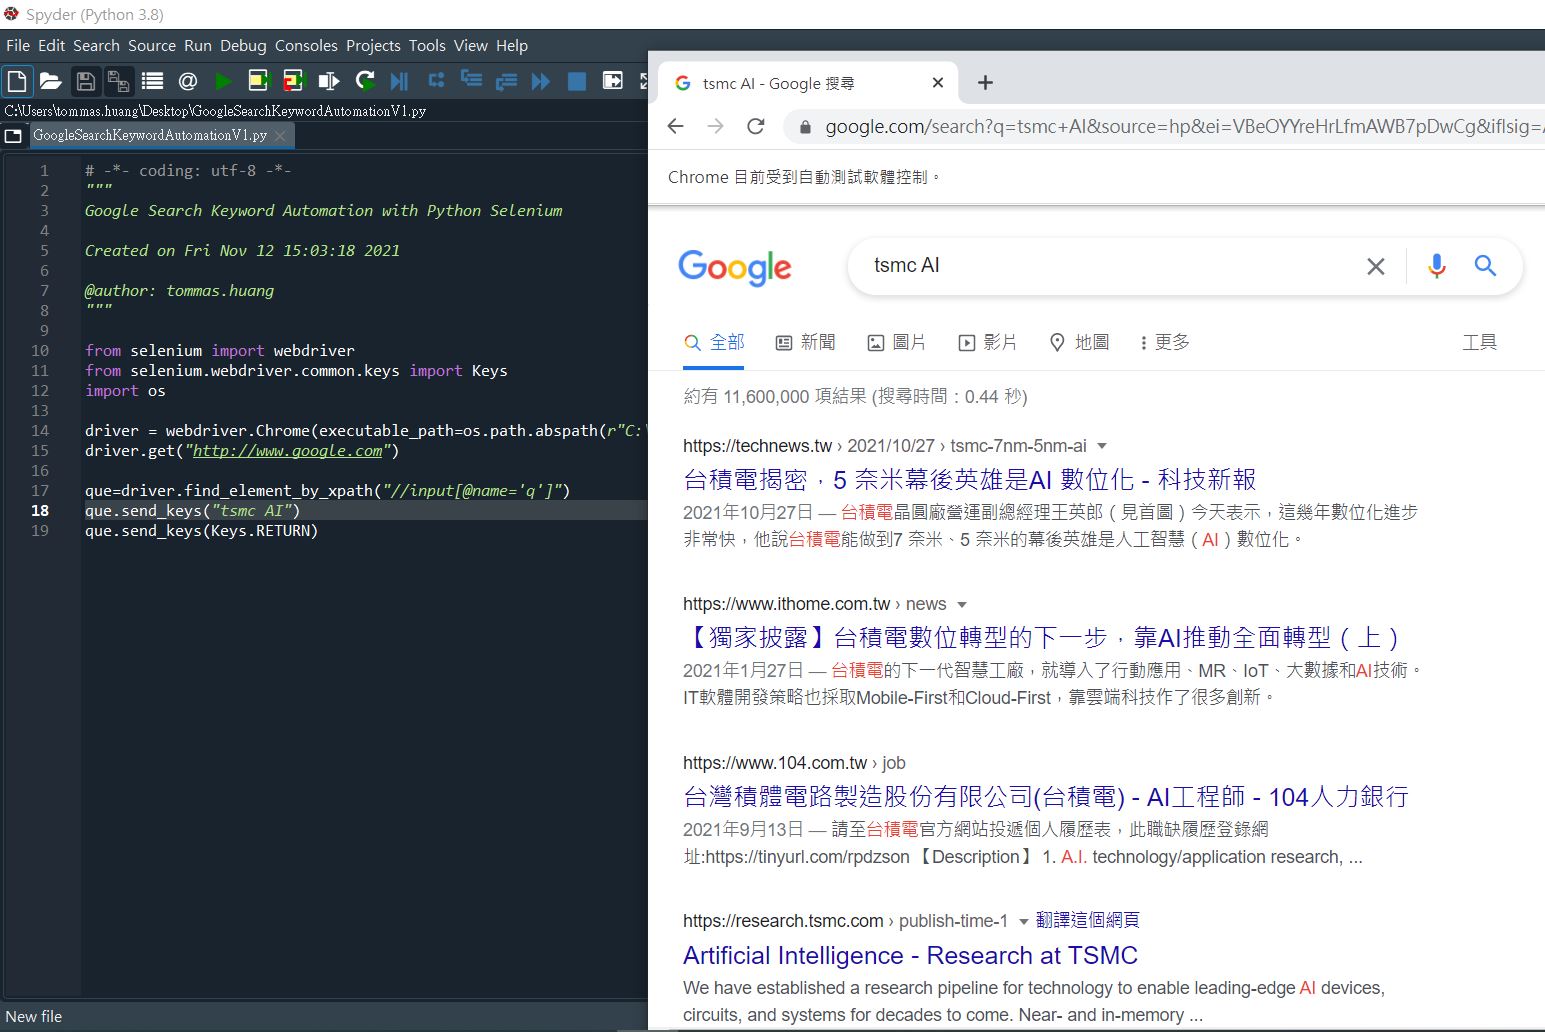 Spyder (Python 3.8)
File Edit Search Source Run Debug Consoles Projects Tools View Help
C:\Users\tommas.huang\Desktop\GoogleSearchKeywordAutomationV1.py
GoogleSearchKeywordAutomationV1.py
1 # -*- coding: utf-8 -*-
2 """
3 Google Search Keyword Automation with Python Selenium
4
5 Created on Fri Nov 12 15:03:18 2021
6
7 @author: tommas.huang
8 """
9
10 from selenium import webdriver
11 from selenium.webdriver.common.keys import Keys
12 import os
13
14 driver = webdriver.Chrome(executable_path=os.path.abspath(r"C:\
15 driver.get("http://www.google.com")
16
17 que=driver.find_element_by_xpath("//input[@name='q']")
18 que.send_keys("tsmc AI")
19 que.send_keys(Keys.RETURN)
New file
tsmc AI - Google 搜尋
google.com/search?q=tsmc+AI&source=hp&ei=VBeOYYreHrLfmAWB7pDwCg&iflsig=A
Chrome 目前受到自動測試軟體控制。
Google
tsmc AI
全部 新聞 圖片 影片 地圖 更多 工具
約有 11,600,000 項結果 (搜尋時間：0.44 秒)
https://technews.tw › 2021/10/27 › tsmc-7nm-5nm-ai
台積電揭密，5 奈米幕後英雄是AI 數位化 - 科技新報
2021年10月27日 — 台積電晶圓廠營運副總經理王英郎（見首圖）今天表示，這幾年數位化進步
非常快，他說台積電能做到7 奈米、5 奈米的幕後英雄是人工智慧（AI）數位化。
https://www.ithome.com.tw › news
【獨家披露】台積電數位轉型的下一步，靠AI推動全面轉型（上）
2021年1月27日 — 台積電的下一代智慧工廠，就導入了行動應用、MR、IoT、大數據和AI技術。
IT軟體開發策略也採取Mobile-First和Cloud-First，靠雲端科技作了很多創新。
https://www.104.com.tw › job
台灣積體電路製造股份有限公司(台積電) - AI工程師 - 104人力銀行
2021年9月13日 — 請至台積電官方網站投遞個人履歷表，此職缺履歷登錄網
址:https://tinyurl.com/rpdzson 【Description】 1. A.I. technology/application research, ...
https://research.tsmc.com › publish-time-1 翻譯這個網頁
Artificial Intelligence - Research at TSMC
We have established a research pipeline for technology to enable leading-edge AI devices,
circuits, and systems for decades to come. Near- and in-memory ...